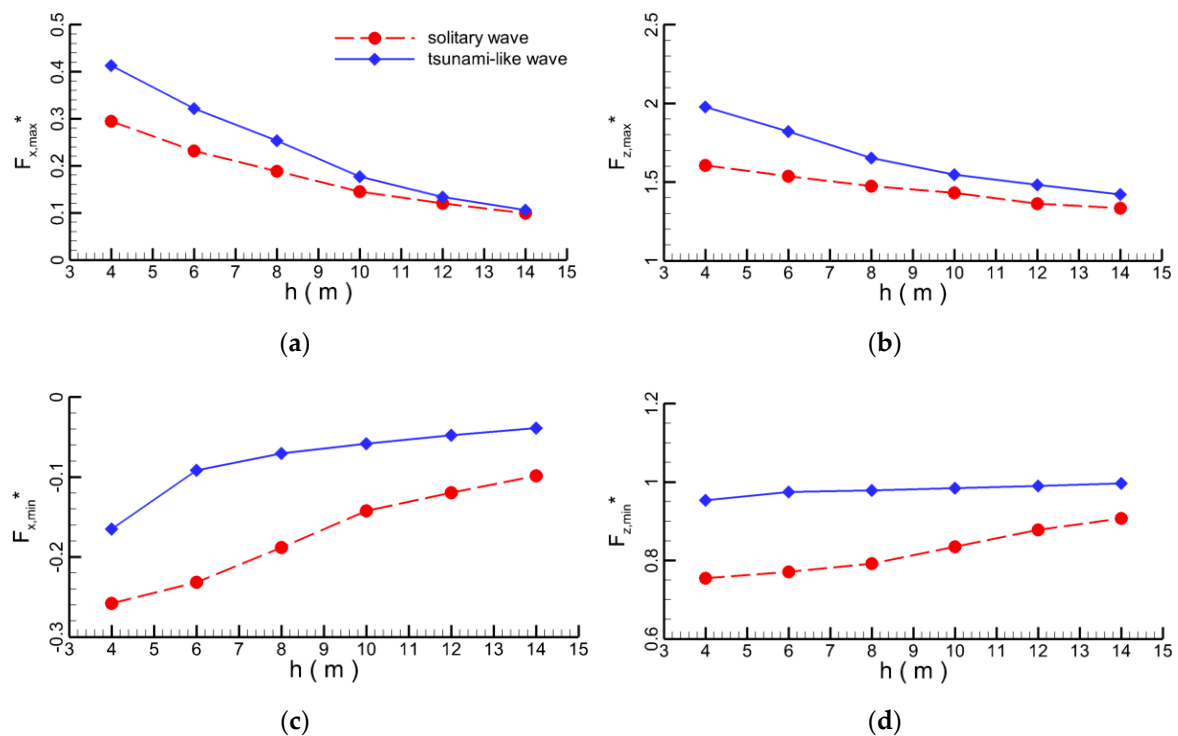 0.5
0.4
0.3
0.2
0.1
0
F x,max *
solitary wave
tsunami-like wave
3 4 5 6 7 8 9 10 11 12 13 14 15
h ( m )
(a)
2.5
2
1.5
1
F z,max *
3 4 5 6 7 8 9 10 11 12 13 14 15
h ( m )
(b)
0
-0.1
-0.2
-0.3
F x,min *
3 4 5 6 7 8 9 10 11 12 13 14 15
h ( m )
(c)
1.2
1
0.8
0.6
F z,min *
3 4 5 6 7 8 9 10 11 12 13 14 15
h ( m )
(d)